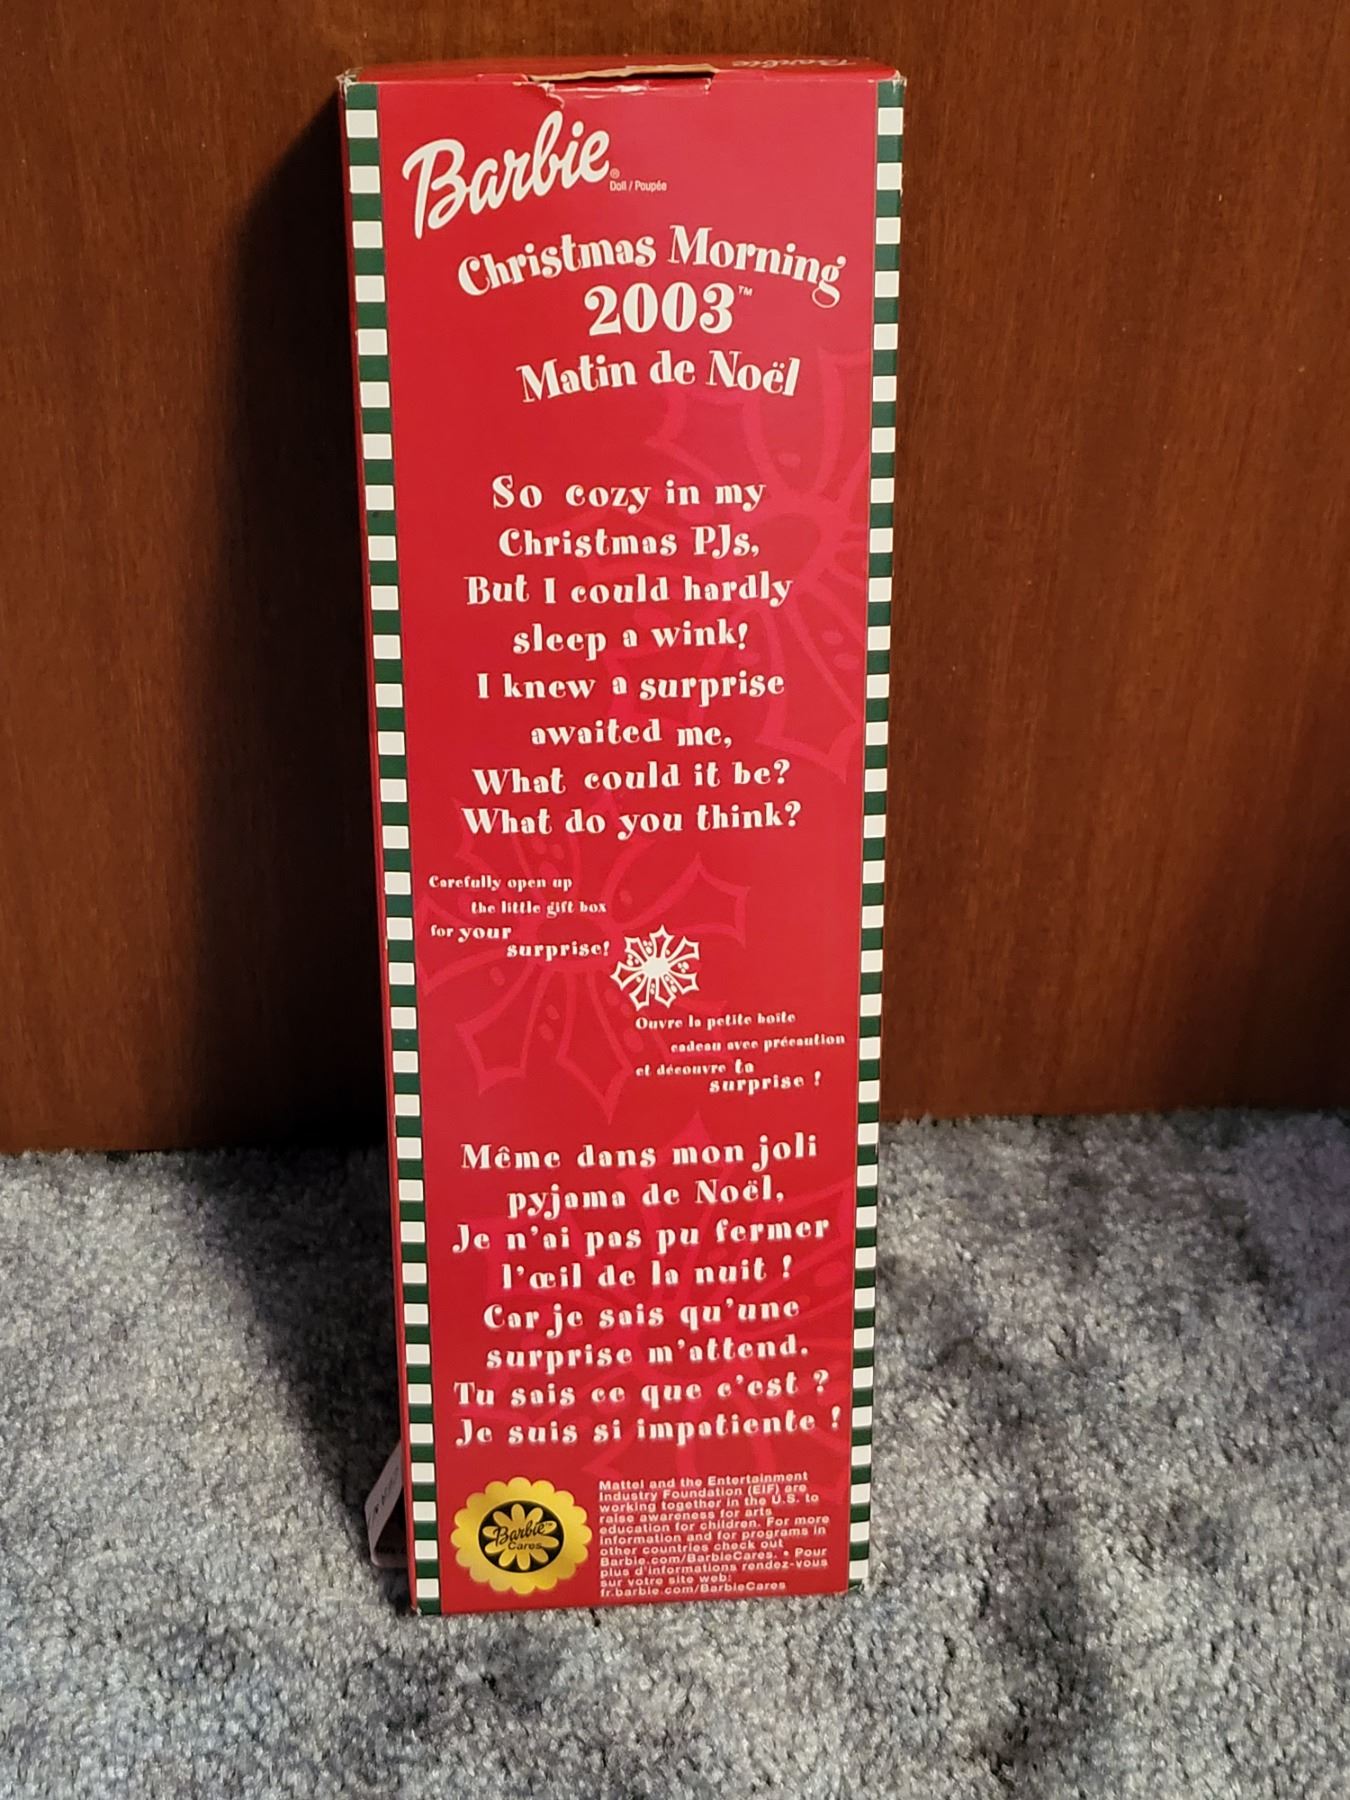 Barbie
Barbie®
Doll / Poupée
Christmas Morning
2003™
Matin de Noël
So cozy in my
Christmas PJs,
But I could hardly
sleep a wink!
I knew a surprise
awaited me,
What could it be?
What do you think?
Carefully open up
the little gift box
for your
surprise!
Ouvre la petite boîte
cadeau avec précaution
et découvre ta
surprise !
Même dans mon joli
pyjama de Noël,
Je n'ai pas pu fermer
l'œil de la nuit !
Car je sais qu'une
surprise m'attend.
Tu sais ce que c'est ?
Je suis si impatiente !
Barbie™
Cares
Mattel and the Entertainment
Industry Foundation (EIF) are
working together in the U.S. to
raise awareness for arts
education for children. For more
information and for programs in
other countries check out
Barbie.com/BarbieCares. • Pour
plus d'informations rendez-vous
sur votre site web:
fr.barbie.com/BarbieCares